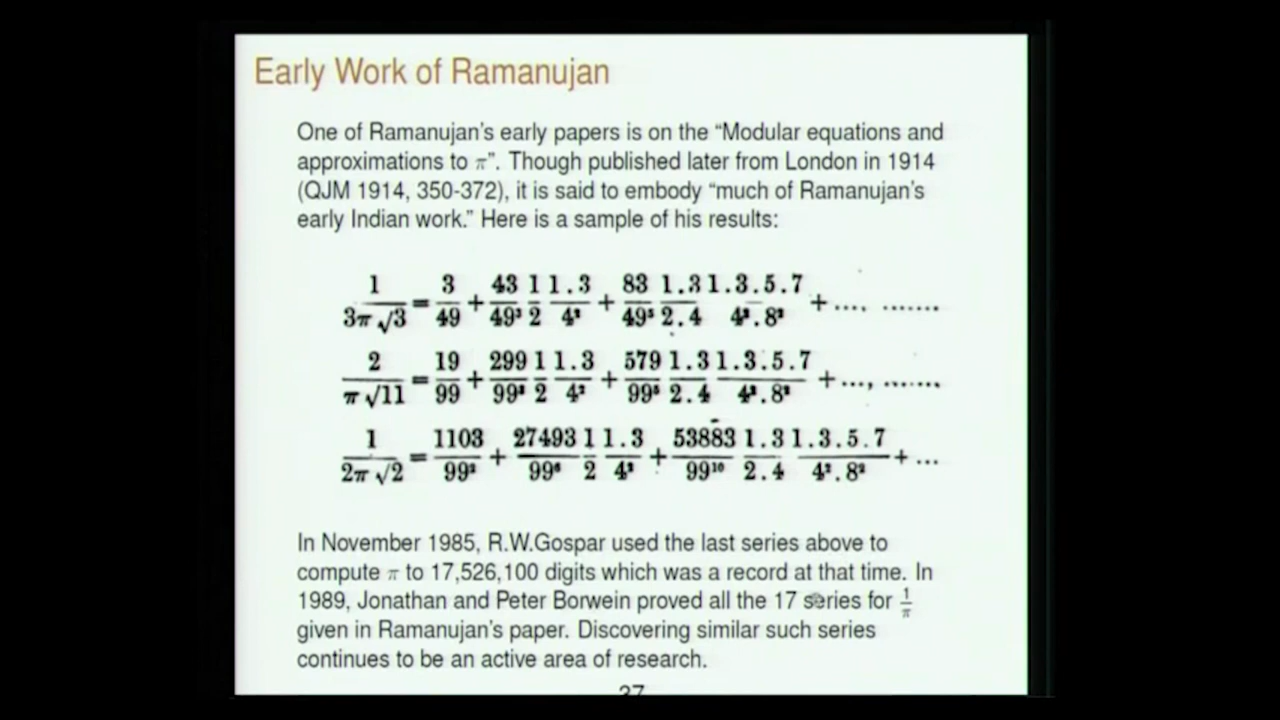 Early Work of Ramanujan
One of Ramanujan's early papers is on the “Modular equations and
approximations to π”. Though published later from London in 1914
(QJM 1914, 350-372), it is said to embody “much of Ramanujan's
early Indian work.” Here is a sample of his results:
1/(3π√3) = 3/49 + 43/49³ 1/2 1.3/4² + 83/49⁵ 1.3/2.4 1.3.5.7/4².8² + ..., .......
2/(π√11) = 19/99 + 299/99³ 1/2 1.3/4² + 579/99⁵ 1.3/2.4 1.3.5.7/4².8² + ..., .......
1/(2π√2) = 1103/99² + 27493/99⁶ 1/2 1.3/4² + 53883/99¹⁰ 1.3/2.4 1.3.5.7/4².8² + ...
In November 1985, R.W.Gospar used the last series above to
compute π to 17,526,100 digits which was a record at that time. In
1989, Jonathan and Peter Borwein proved all the 17 series for 1/π
given in Ramanujan's paper. Discovering similar such series
continues to be an active area of research.
37